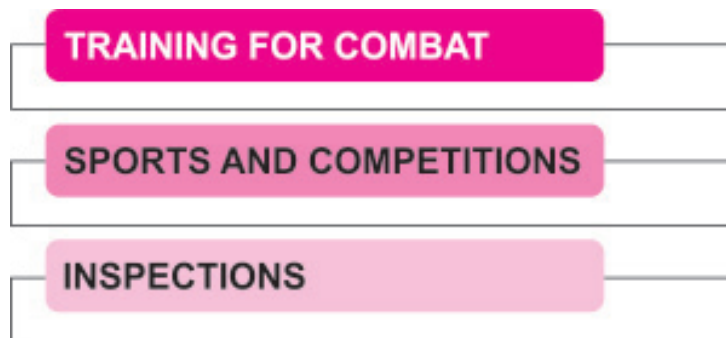 TRAINING FOR COMBAT
SPORTS AND COMPETITIONS
INSPECTIONS